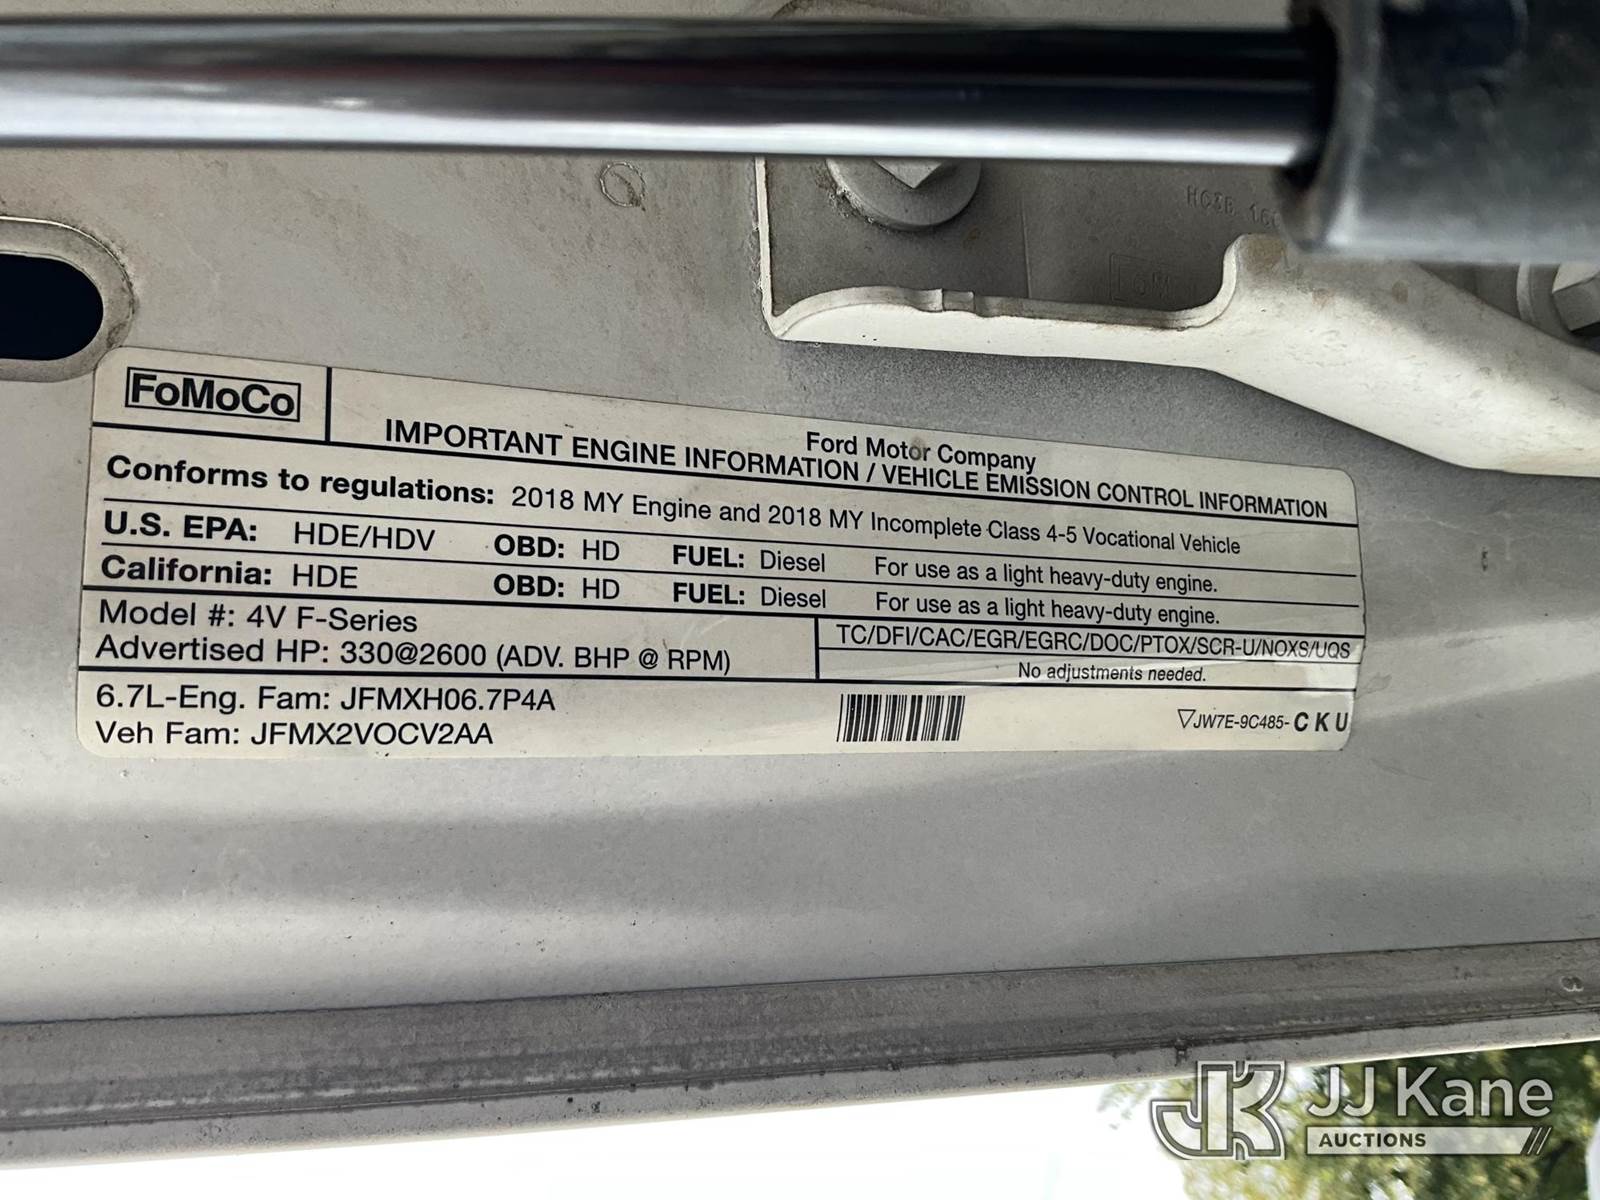 HC3B
FoMoCo
Ford Motor Company
IMPORTANT ENGINE INFORMATION / VEHICLE EMISSION CONTROL INFORMATION
Conforms to regulations: 2018 MY Engine and 2018 MY Incomplete Class 4-5 Vocational Vehicle
U.S. EPA: HDE/HDV OBD: HD FUEL: Diesel For use as a light heavy-duty engine.
California: HDE OBD: HD FUEL: Diesel For use as a light heavy-duty engine.
Model #: 4V F-Series
Advertised HP: 330@2600 (ADV. BHP @ RPM)
TC/DFI/CAC/EGR/EGRC/DOC/PTOX/SCR-U/NOXS/UQS
No adjustments needed.
6.7L-Eng. Fam: JFMXH06.7P4A
Veh Fam: JFMX2VOCV2AA
JW7E-9C485- C K U
JK JJ Kane
AUCTIONS